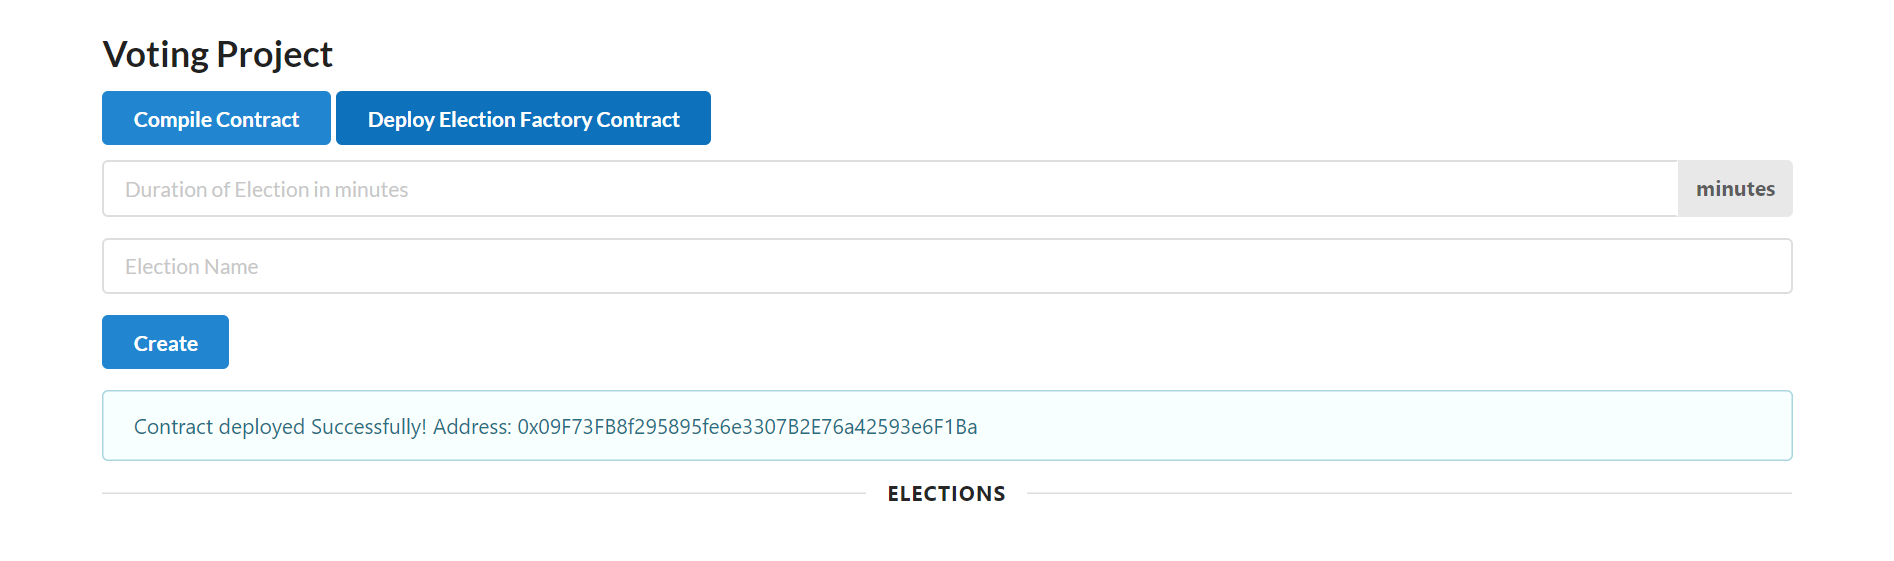 Voting Project
Compile Contract Deploy Election Factory Contract
Duration of Election in minutes minutes
Election Name
Create
Contract deployed Successfully! Address: 0x09F73FB8f295895fe6e3307B2E76a42593e6F1Ba
ELECTIONS